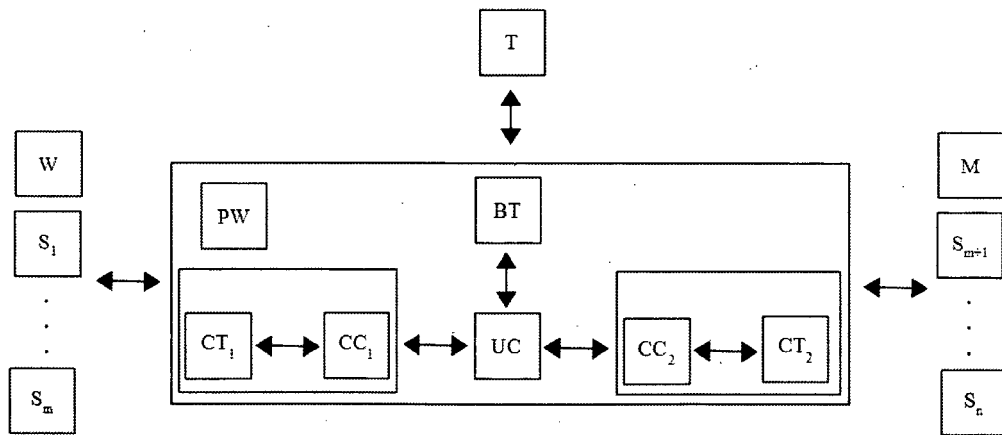 T
W
M
PW
BT
S₁
Sₘ₊₁
CT₁
CC₁
UC
CC₂
CT₂
Sₘ
Sₙ